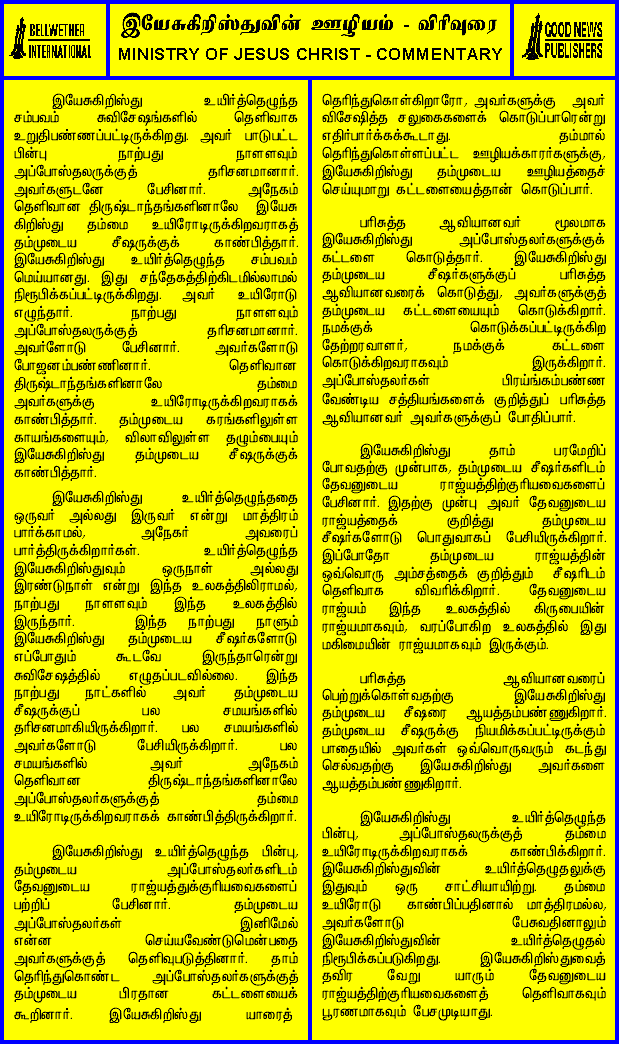 BELLWETHER
INTERNATIONAL
இயேசுகிறிஸ்துவின் ஊழியம் - விரிவுரை
MINISTRY OF JESUS CHRIST - COMMENTARY
GOOD NEWS
PUBLISHERS
இயேசுகிறிஸ்து உயிர்த்தெழுந்த
சம்பவம் சுவிசேஷங்களில் தெளிவாக
உறுதிபண்ணப்பட்டிருக்கிறது. அவர் பாடுபட்ட
பின்பு நாற்பது நாளளவும்
அப்போஸ்தலருக்குத் தரிசனமானார்.
அவர்களுடனே பேசினார். அநேகம்
தெளிவான திருஷ்டாந்தங்களினாலே இயேசு
கிறிஸ்து தம்மை உயிரோடிருக்கிறவராகத்
தம்முடைய சீஷருக்குக் காண்பித்தார்.
இயேசுகிறிஸ்து உயிர்த்தெழுந்த சம்பவம்
மெய்யானது. இது சந்தேகத்திற்கிடமில்லாமல்
நிரூபிக்கப்பட்டிருக்கிறது. அவர் உயிரோடு
எழுந்தார். நாற்பது நாளளவும்
அப்போஸ்தலருக்குத் தரிசனமானார்.
அவர்ளோடு பேசினார். அவர்களோடு
போஜனம்பண்ணினார். தெளிவான
திருஷ்டாந்தங்களினாலே தம்மை
அவர்களுக்கு உயிரோடிருக்கிறவராகக்
காண்பித்தார். தம்முடைய கரங்களிலுள்ள
காயங்களையும், விலாவிலுள்ள தழும்பையும்
இயேசுகிறிஸ்து தம்முடைய சீஷருக்குக்
காண்பித்தார்.
இயேசுகிறிஸ்து உயிர்த்தெழுந்ததை
ஒருவர் அல்லது இருவர் என்று மாத்திரம்
பார்க்காமல், அநேகர் அவரைப்
பார்த்திருக்கிறார்கள். உயிர்த்தெழுந்த
இயேசுகிறிஸ்துவும் ஒருநாள் அல்லது
இரண்டுநாள் என்று இந்த உலகத்திலிராமல்,
நாற்பது நாளளவும் இந்த உலகத்தில்
இருந்தார். இந்த நாற்பது நாளும்
இயேசுகிறிஸ்து தம்முடைய சீஷர்களோடு
எப்போதும் கூடவே இருந்தாரென்று
சுவிசேஷத்தில் எழுதப்படவில்லை. இந்த
நாற்பது நாட்களில் அவர் தம்முடைய
சீஷருக்குப் பல சமயங்களில்
தரிசனமாகியிருக்கிறார். பல சமயங்களில்
அவர்களோடு பேசியிருக்கிறார். பல
சமயங்களில் அவர் அநேகம்
தெளிவான திருஷ்டாந்தங்களினாலே
அப்போஸ்தலர்களுக்குத் தம்மை
உயிரோடிருக்கிறவராகக் காண்பித்திருக்கிறார்.
இயேசுகிறிஸ்து உயிர்த்தெழுந்த பின்பு,
தம்முடைய அப்போஸ்தலர்களிடம்
தேவனுடைய ராஜ்யத்துக்குரியவைகளைப்
பற்றிப் பேசினார். தம்முடைய
அப்போஸ்தலர்கள் இனிமேல்
என்ன செய்யவேண்டுமென்பதை
அவர்களுக்குத் தெளிவுபடுத்தினார். தாம்
தெரிந்துகொண்ட அப்போஸ்தலர்களுக்குத்
தம்முடைய பிரதான கட்டளையைக்
கூறினார். இயேசுகிறிஸ்து யாரைத்
தெரிந்துகொள்கிறாரோ, அவர்களுக்கு அவர்
விசேஷித்த சலுகைகளைக் கொடுப்பாரென்று
எதிர்பார்க்கக்கூடாது. தம்மால்
தெரிந்துகொள்ளப்பட்ட ஊழியக்காரர்களுக்கு,
இயேசுகிறிஸ்து தம்முடைய ஊழியத்தைச்
செய்யுமாறு கட்டளையைத்தான் கொடுப்பார்.
பரிசுத்த ஆவியானவர் மூலமாக
இயேசுகிறிஸ்து அப்போஸ்தலர்களுக்குக்
கட்டளை கொடுத்தார். இயேசுகிறிஸ்து
தம்முடைய சீஷர்களுக்குப் பரிசுத்த
ஆவியானவரைக் கொடுத்து, அவர்களுக்குத்
தம்முடைய கட்டளையையும் கொடுக்கிறார்.
நமக்குக் கொடுக்கப்பட்டிருக்கிற
தேற்றரவாளர், நமக்குக் கட்டளை
கொடுக்கிறவராகவும் இருக்கிறார்.
அப்போஸ்தலர்கள் பிரய்ங்கம்பண்ண
வேண்டிய சத்தியங்களைக் குறித்துப் பரிசுத்த
ஆவியானவர் அவர்களுக்குப் போதிப்பார்.
இயேசுகிறிஸ்து தாம் பரமேறிப்
போவதற்கு முன்பாக, தம்முடைய சீஷர்களிடம்
தேவனுடைய ராஜ்யத்திற்குரியவைகளைப்
பேசினார். இதற்கு முன்பு அவர் தேவனுடைய
ராஜ்யத்தைக் குறித்து தம்முடைய
சீஷர்களோடு பொதுவாகப் பேசியிருக்கிறார்.
இப்போதோ தம்முடைய ராஜ்யத்தின்
ஒவ்வொரு அம்சத்தைக் குறித்தும் சீஷரிடம்
தெளிவாக விவரிக்கிறார். தேவனுடைய
ராஜ்யம் இந்த உலகத்தில் கிருபையின்
ராஜ்யமாகவும், வரப்போகிற உலகத்தில் இது
மகிமையின் ராஜ்யமாகவும் இருக்கும்.
பரிசுத்த ஆவியானவரைப்
பெற்றுக்கொள்வதற்கு இயேசுகிறிஸ்து
தம்முடைய சீஷரை ஆயத்தம்பண்ணுகிறார்.
தம்முடைய சீஷருக்கு நியமிக்கப்பட்டிருக்கும்
பாதையில் அவர்கள் ஒவ்வொருவரும் கடந்து
செல்வதற்கு இயேசுகிறிஸ்து அவர்களை
ஆயத்தம்பண்ணுகிறார்.
இயேசுகிறிஸ்து உயிர்த்தெழுந்த
பின்பு, அப்போஸ்தலருக்குத் தம்மை
உயிரோடிருக்கிறவராகக் காண்பிக்கிறார்.
இயேசுகிறிஸ்துவின் உயிர்த்தெழுதலுக்கு
இதுவும் ஒரு சாட்சியாயிற்று. தம்மை
உயிரோடு காண்பிப்பதினால் மாத்திரமல்ல,
அவர்களோடு பேசுவதினாலும்
இயேசுகிறிஸ்துவின் உயிர்த்தெழுதல்
நிரூபிக்கப்படுகிறது. இயேசுகிறிஸ்துவைத்
தவிர வேறு யாரும் தேவனுடைய
ராஜ்யத்திற்குரியவைகளைத் தெளிவாகவும்
பூரணமாகவும் பேசமுடியாது.